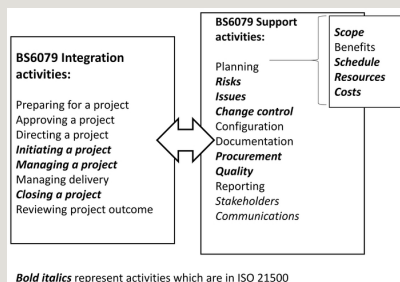 BS6079 Integration
activities:
Preparing for a project
Approving a project
Directing a project
Initiating a project
Managing a project
Managing delivery
Closing a project
Reviewing project outcome
BS6079 Support
activities:
Planning
Risks
Issues
Change control
Configuration
Documentation
Procurement
Quality
Reporting
Stakeholders
Communications
Scope
Benefits
Schedule
Resources
Costs
Bold italics represent activities which are in ISO 21500